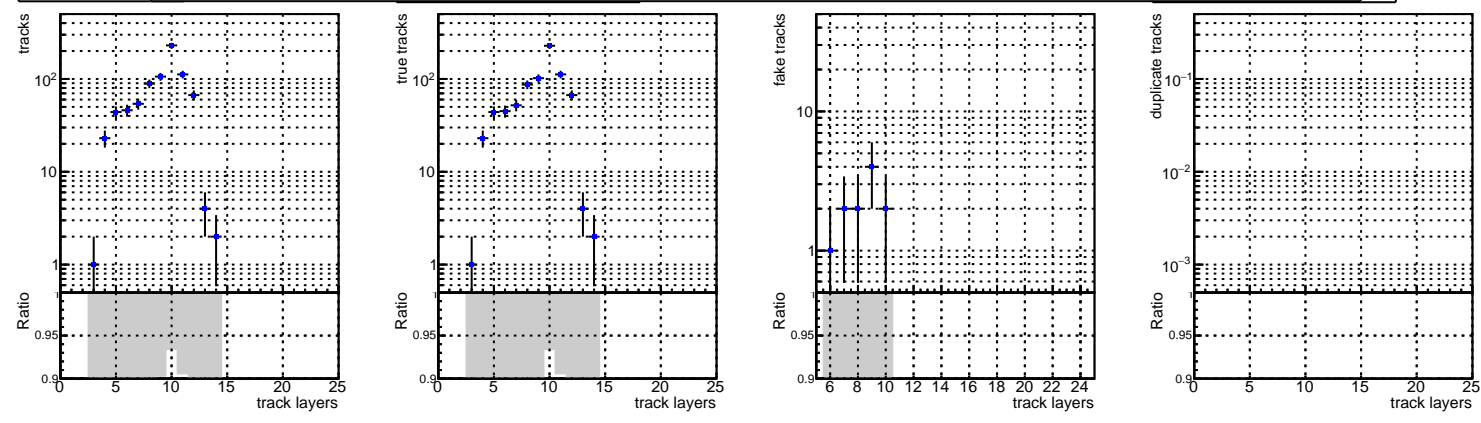 tracks
10²
10
1
Ratio
1
0.95
0.9
0 5 10 15 20 25
track layers
true tracks
10²
10
1
Ratio
1
0.95
0.9
0 5 10 15 20 25
track layers
fake tracks
10
1
Ratio
1
0.95
0.9
6 8 10 12 14 16 18 20 22 24
track layers
duplicate tracks
10⁻¹
10⁻²
10⁻³
Ratio
1
0.95
0.9
0 5 10 15 20 25
track layers